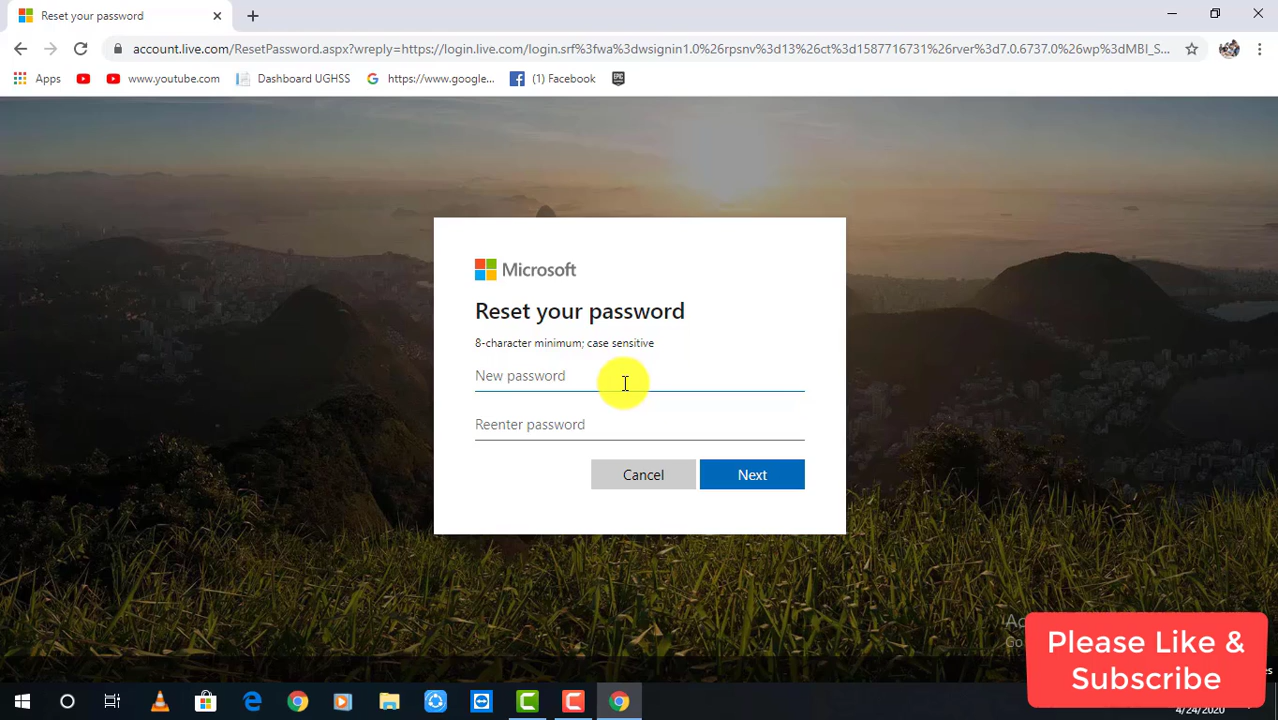 Reset your password
account.live.com/ResetPassword.aspx?wreply=https://login.live.com/login.srf%3fwa%3dwsignin1.0%26rpsnv%3d13%26ct%3d1587716731%26rver%3d7.0.6737.0%26wp%3dMBI_S...
Apps www.youtube.com Dashboard UGHSS https://www.google... (1) Facebook
Microsoft
Reset your password
8-character minimum; case sensitive
New password
Reenter password
Cancel Next
Please Like &
Subscribe
4/24/2020